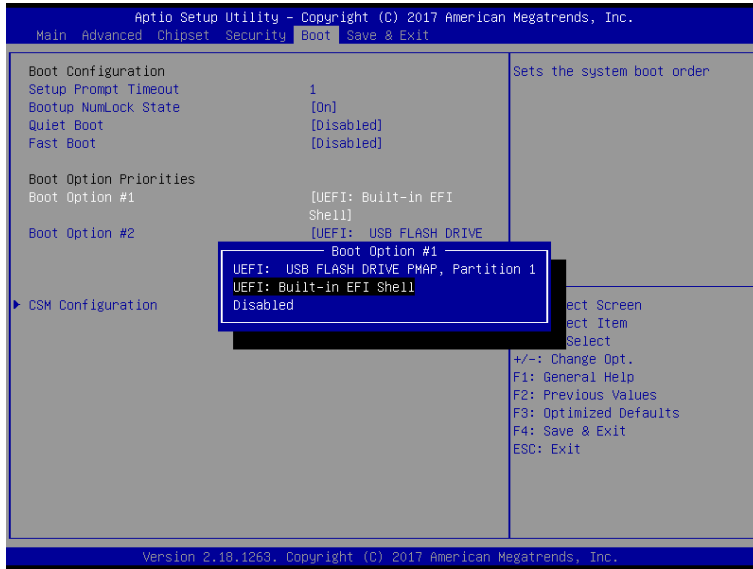 Aptio Setup Utility – Copyright (C) 2017 American Megatrends, Inc.
Main Advanced Chipset Security Boot Save & Exit
Boot Configuration
Setup Prompt Timeout 1
Bootup NumLock State [On]
Quiet Boot [Disabled]
Fast Boot [Disabled]
Boot Option Priorities
Boot Option #1 [UEFI: Built-in EFI
Shell]
Boot Option #2 [UEFI: USB FLASH DRIVE
CSM Configuration
Boot Option #1
UEFI: USB FLASH DRIVE PMAP, Partition 1
UEFI: Built-in EFI Shell
Disabled
Sets the system boot order
ect Screen
ect Item
Select
+/-: Change Opt.
F1: General Help
F2: Previous Values
F3: Optimized Defaults
F4: Save & Exit
ESC: Exit
Version 2.18.1263. Copyright (C) 2017 American Megatrends, Inc.